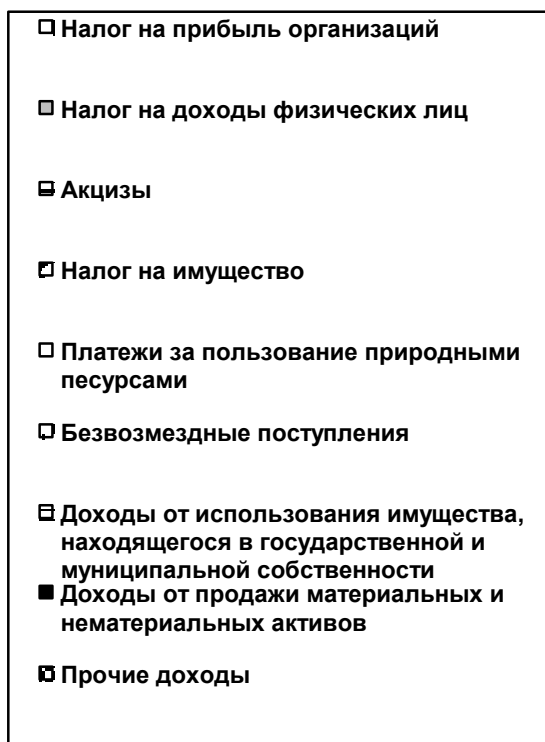 Налог на прибыль организаций
Налог на доходы физических лиц
Акцизы
Налог на имущество
Платежи за пользование природными
песурсами
Безвозмездные поступления
Доходы от использования имущества,
находящегося в государственной и
муниципальной собственности
Доходы от продажи материальных и
нематериальных активов
Прочие доходы